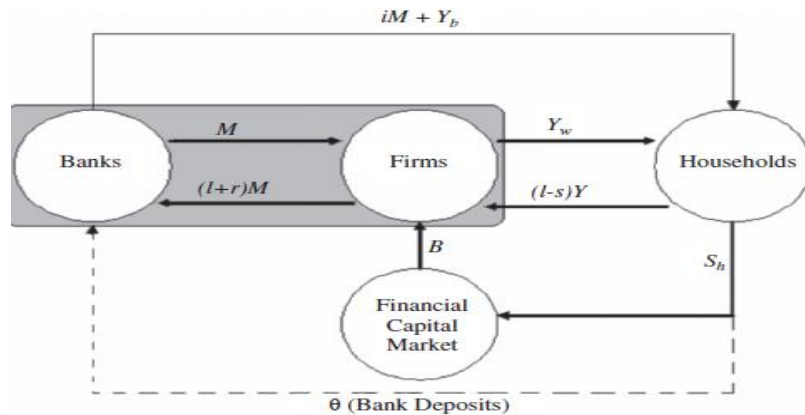 iM + Y_b
M
Y_w
Banks
Firms
Households
(l+r)M
(l-s)Y
B
S_h
Financial
Capital
Market
θ (Bank Deposits)